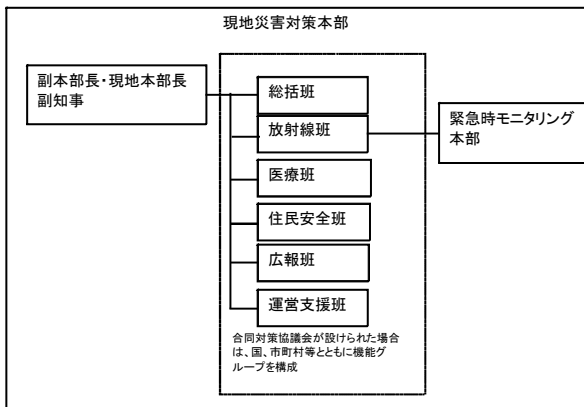 現地災害対策本部
副本部長・現地本部長
副知事
総括班
放射線班
緊急時モニタリング
本部
医療班
住民安全班
広報班
運営支援班
合同対策協議会が設けられた場合
は、国、市町村等とともに機能グ
ループを構成